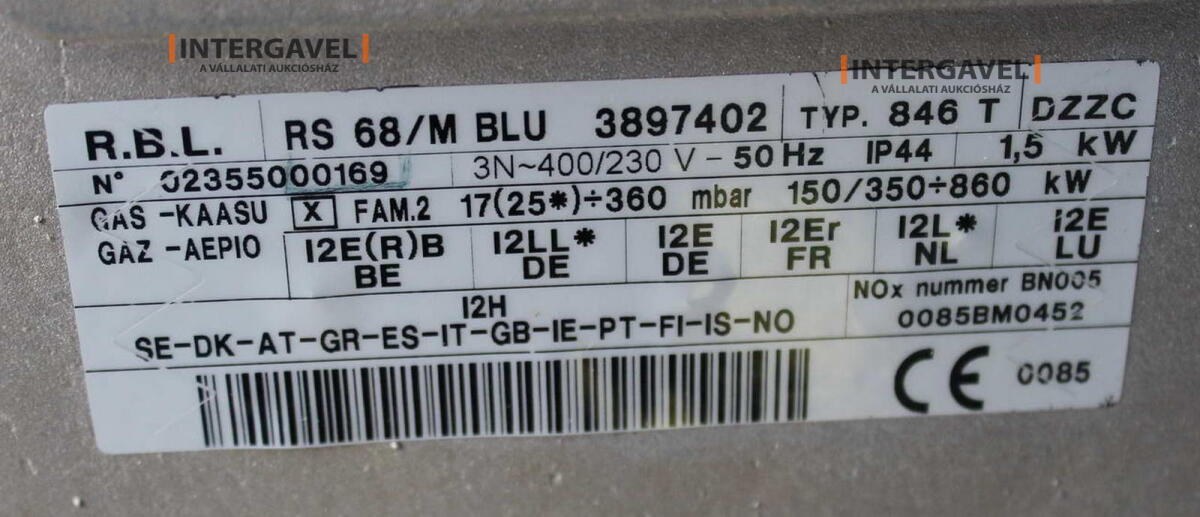 INTERGAVEL
A VÁLLALATI AUKCIÓSHÁZ
INTERGAVEL
A VÁLLALATI AUKCIÓSHÁZ
R.B.L. RS 68/M BLU 3897402 TYP. 846 T DZZC
N° 02355000169 3N~400/230 V - 50 Hz IP44 1,5 kW
GAS -KAASU X FAM.2 17(25*)÷360 mbar 150/350÷860 kW
GAZ -AEPIO I2E(R)B I2LL* I2E I2Er I2L* I2E
BE DE DE FR NL LU
I2H NOx nummer BN005
SE-DK-AT-GR-ES-IT-GB-IE-PT-FI-IS-NO 0085BM0452
CE 0085